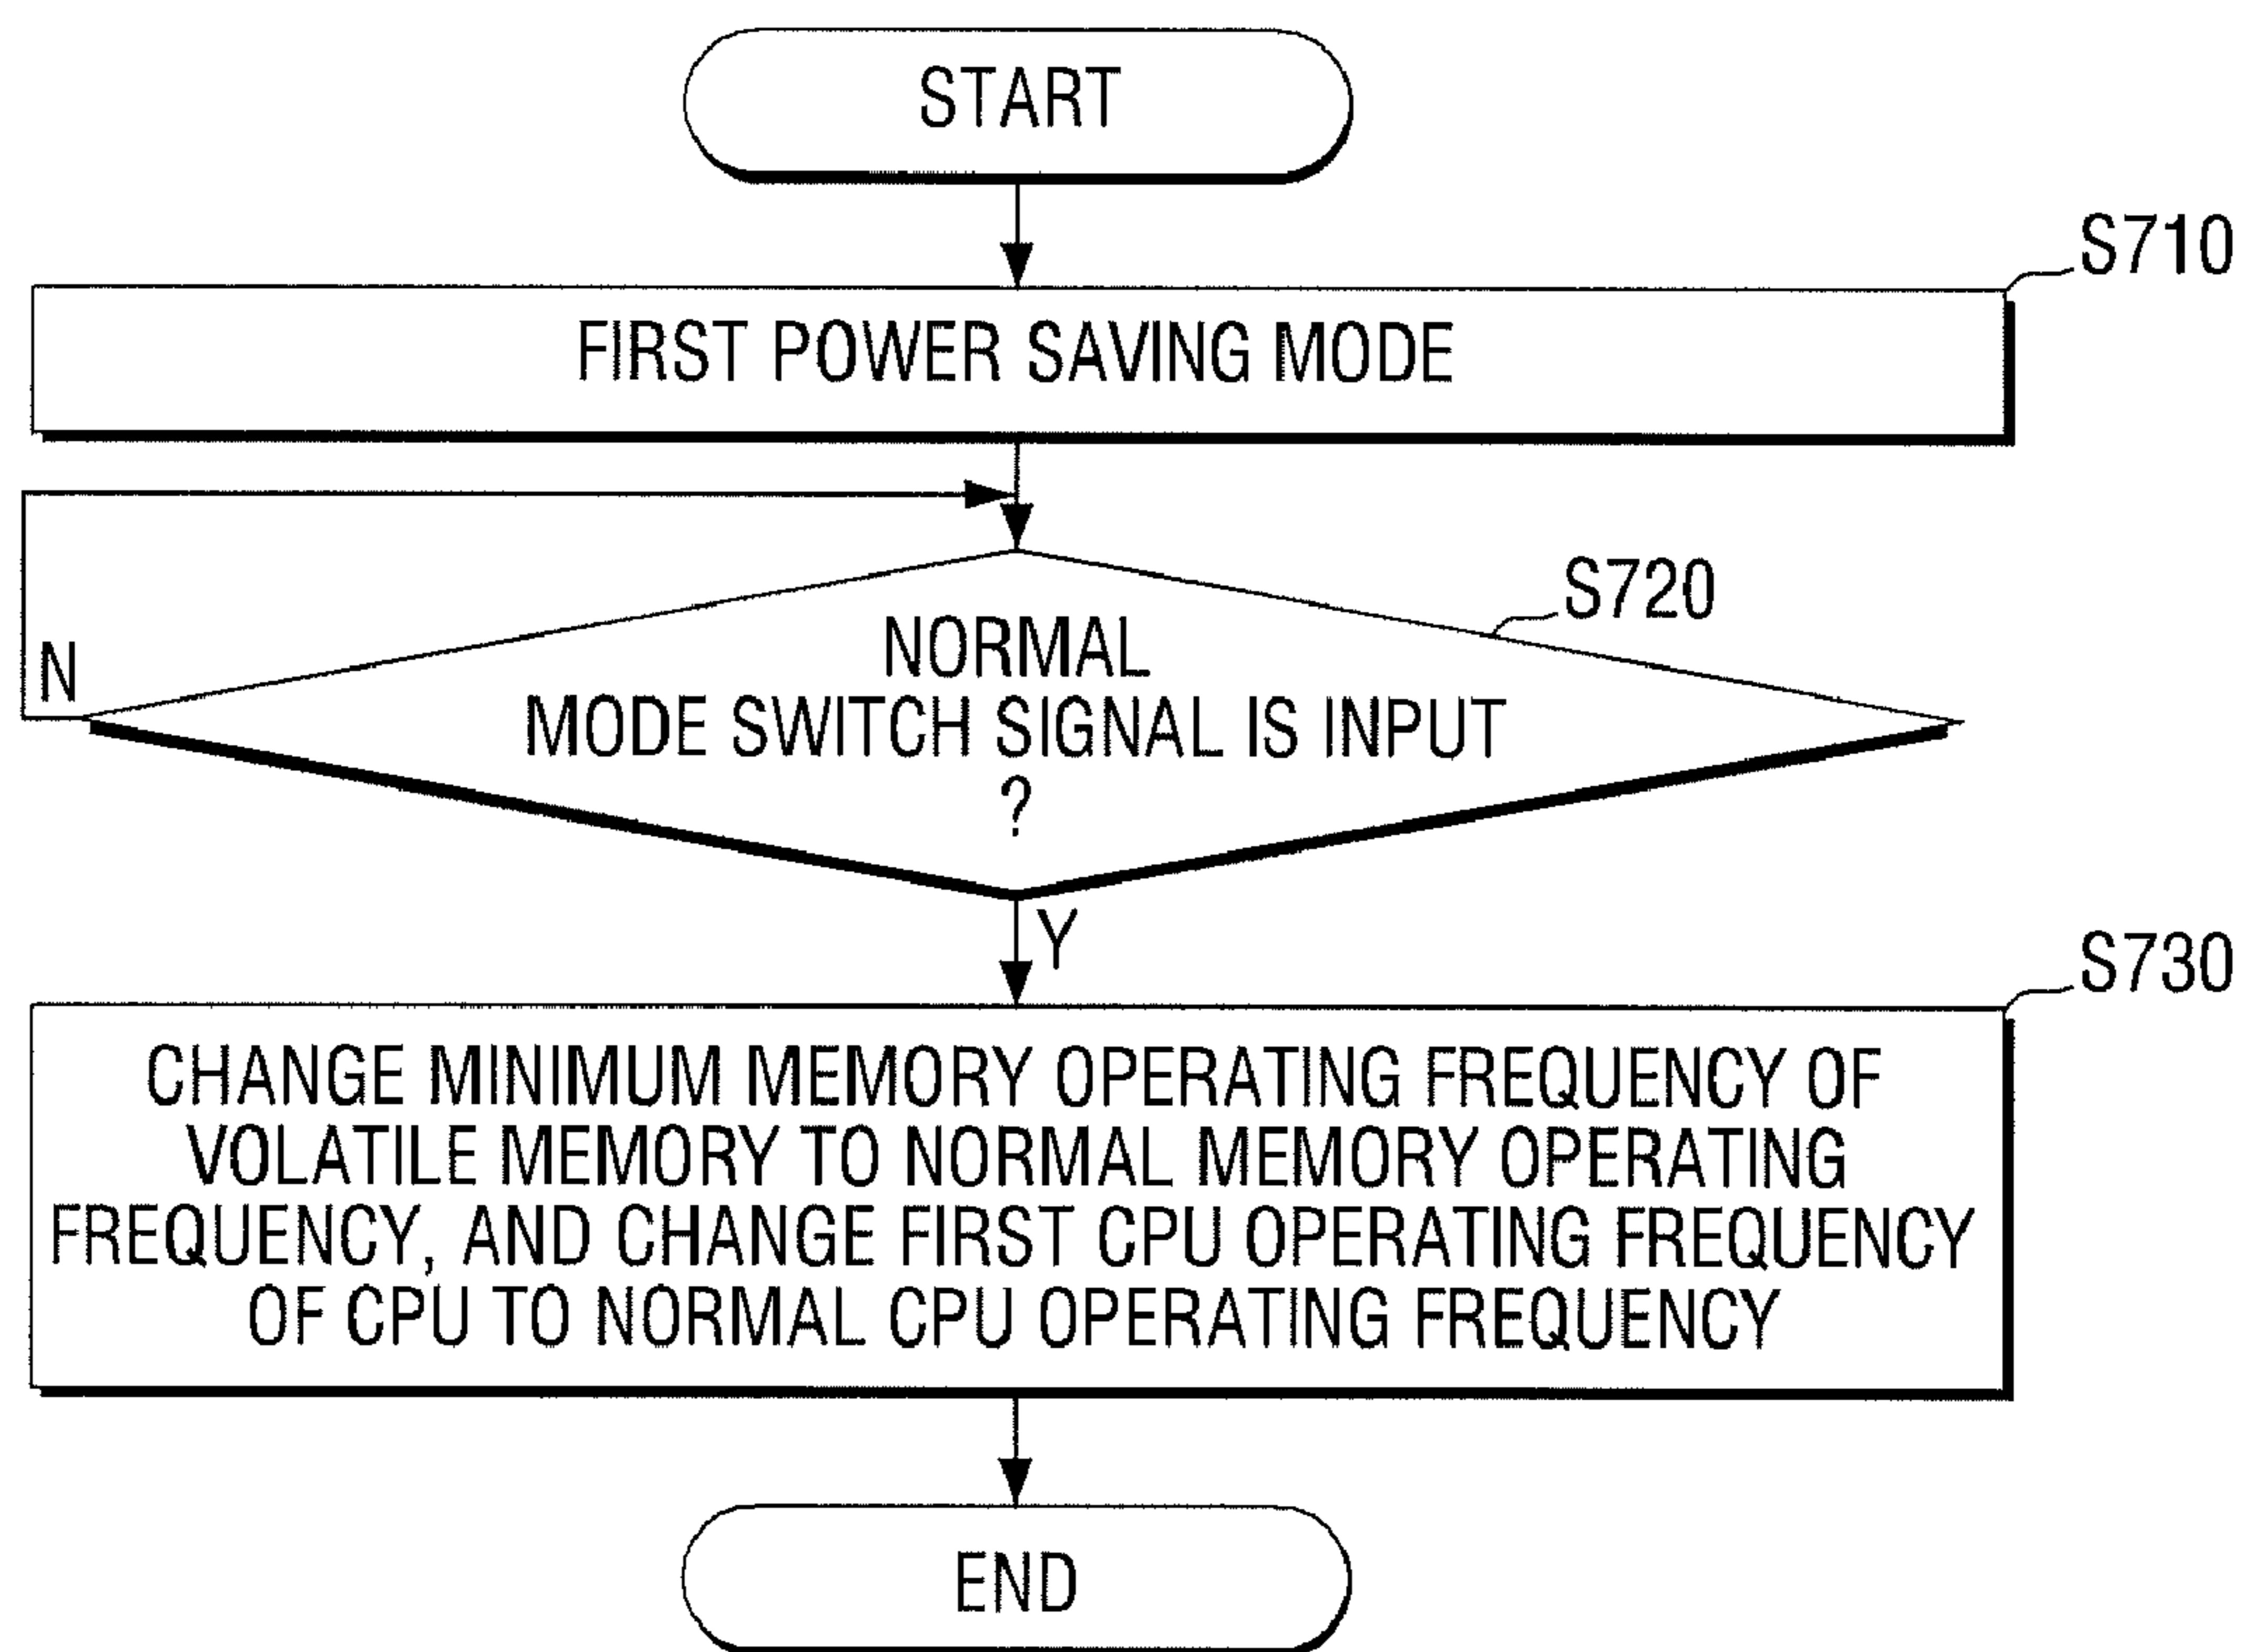 START
S710
FIRST POWER SAVING MODE
S720
NORMAL
MODE SWITCH SIGNAL IS INPUT
?
N
Y
S730
CHANGE MINIMUM MEMORY OPERATING FREQUENCY OF
VOLATILE MEMORY TO NORMAL MEMORY OPERATING
FREQUENCY, AND CHANGE FIRST CPU OPERATING FREQUENCY
OF CPU TO NORMAL CPU OPERATING FREQUENCY
END